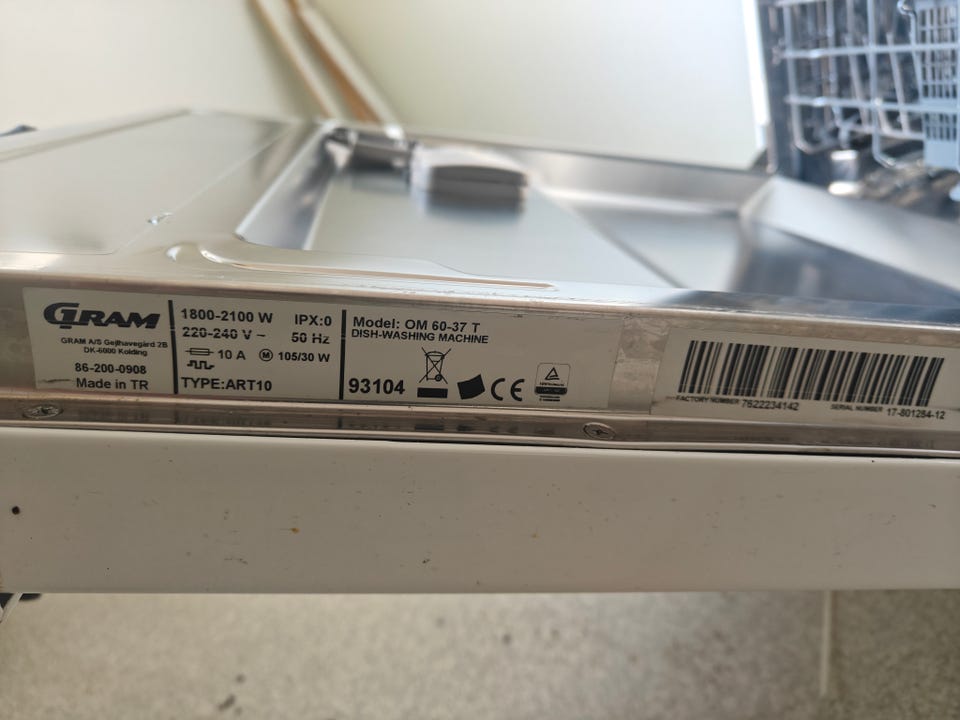 GRAM
GRAM A/S Gejlhavegård 2B
DK-6000 Kolding
86-200-0908
Made in TR
1800-2100 W IPX:0
220-240 V ~ 50 Hz
10 A M 105/30 W
TYPE:ART10
Model: OM 60-37 T
DISH-WASHING MACHINE
93104 CE
FACTORY NUMBER 7622234142 SERIAL NUMBER 17-801284-12